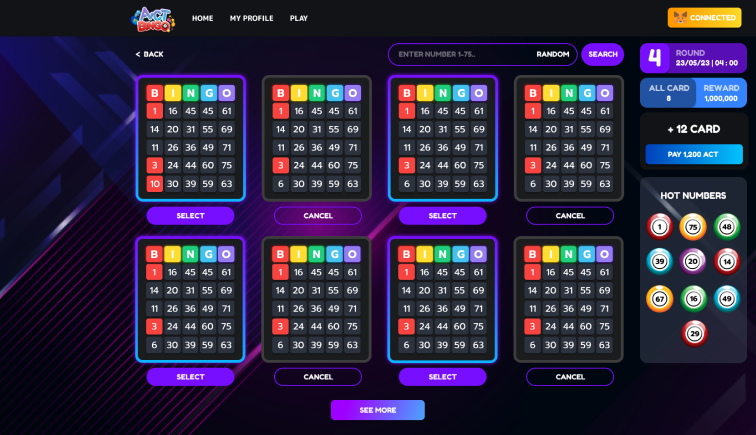 ACT BINGO
HOME MY PROFILE PLAY
CONNECTED
< BACK
ENTER NUMBER 1-75.. RANDOM SEARCH
4 ROUND
23/05/23 | 04 : 00
ALL CARD REWARD
8 1,000,000
+ 12 CARD
PAY 1,200 ACT
HOT NUMBERS
1 75 48
39 20 14
67 16 49
29
B I N G O
1 16 45 45 61
14 20 31 55 69
11 26 36 49 71
3 24 44 60 75
10 30 39 59 63
SELECT
B I N G O
1 16 45 45 61
14 20 31 55 69
11 26 36 49 71
3 24 44 60 75
6 30 39 59 63
CANCEL
B I N G O
1 16 45 45 61
14 20 31 55 69
11 26 36 49 71
3 24 44 60 75
6 30 39 59 63
SELECT
B I N G O
1 16 45 45 61
14 20 31 55 69
11 26 36 49 71
3 24 44 60 75
6 30 39 59 63
CANCEL
B I N G O
1 16 45 45 61
14 20 31 55 69
11 26 36 49 71
3 24 44 60 75
6 30 39 59 63
SELECT
B I N G O
1 16 45 45 61
14 20 31 55 69
11 26 36 49 71
3 24 44 60 75
6 30 39 59 63
CANCEL
B I N G O
1 16 45 45 61
14 20 31 55 69
11 26 36 49 71
3 24 44 60 75
6 30 39 59 63
SELECT
B I N G O
1 16 45 45 61
14 20 31 55 69
11 26 36 49 71
3 24 44 60 75
6 30 39 59 63
CANCEL
SEE MORE